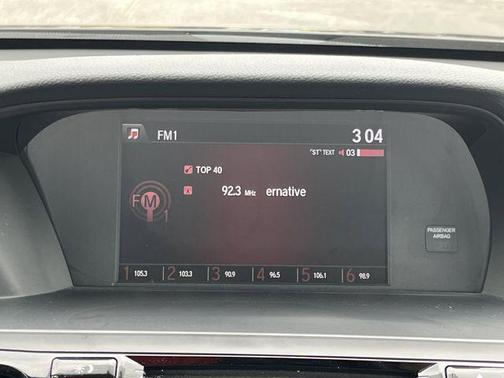 FM1 3 04
"ST" TEXT 03
TOP 40
92.3 MHz ernative
FM 1
PASSENGER
AIRBAG
1 105.3 2 103.3 3 90.9 4 96.5 5 106.1 6 98.9